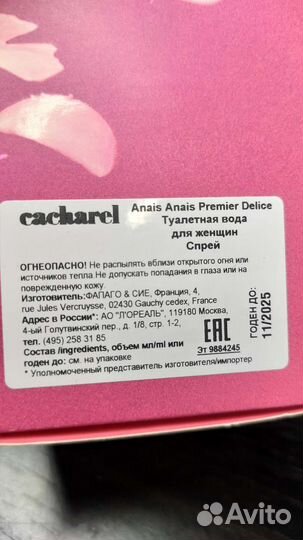 cacharel
Anais Anais Premier Delice
Туалетная вода
для женщин
Спрей
ОГНЕОПАСНО! Не распылять вблизи открытого огня или
источников тепла Не допускать попадания в глаза или на
поврежденную кожу.
Изготовитель:ФАПАГО & СИЕ, Франция, 4,
rue Jules Vercruysse, 02430 Gauchy cedex, France
Адрес в России*: АО "Л'ОРЕАЛЬ", 119180 Москва,
4-ый Голутвинский пер., д. 1/8, стр. 1-2,
тел. (495) 258 31 85
Состав /ingredients, объем мл/ml или
годен до: см. на упаковке
* Уполномоченный представитель изготовителя/импортер
EAC
Эт 9884245
ГОДЕН ДО:
11/2025
Avito